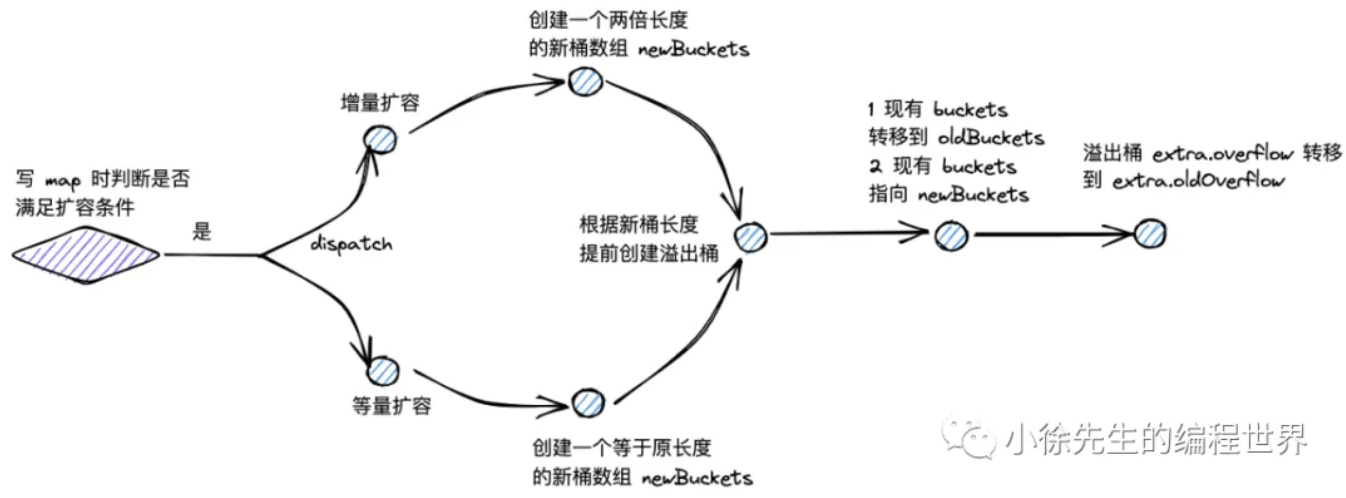 写 map 时判断是否
满足扩容条件
是
dispatch
增量扩容
创建一个两倍长度
的新桶数组 newBuckets
等量扩容
创建一个等于原长度
的新桶数组 newBuckets
根据新桶长度
提前创建溢出桶
1 现有 buckets
转移到 oldBuckets
2 现有 buckets
指向 newBuckets
溢出桶 extra.overflow 转移
到 extra.oldOverflow
小徐先生的编程世界